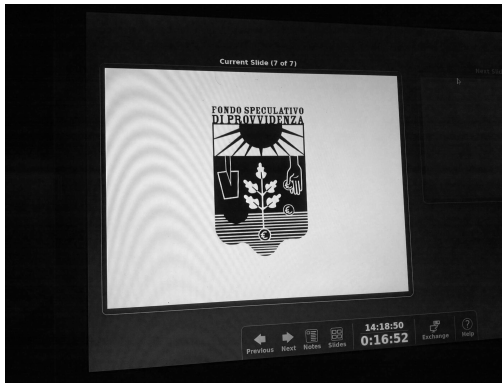 Current Slide (7 of 7)
FONDO SPECULATIVO
DI PROVVIDENZA
€
€
€
14:18:50
0:16:52
Previous
Next
Notes
Slides
Exchange
Help